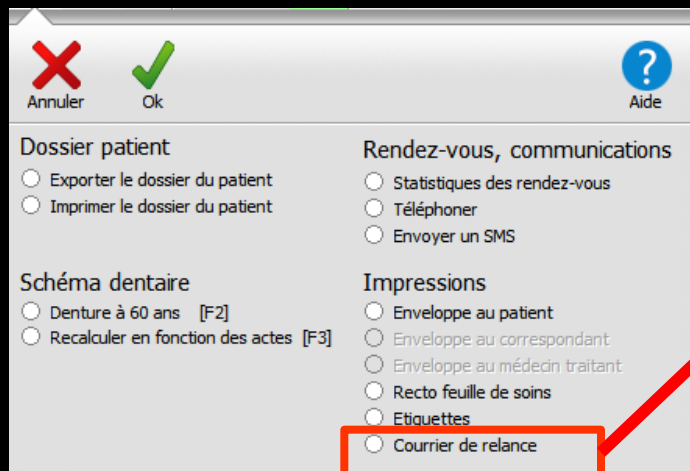 Annuler
Ok
?
Aide
Dossier patient
Exporter le dossier du patient
Imprimer le dossier du patient
Rendez-vous, communications
Statistiques des rendez-vous
Téléphoner
Envoyer un SMS
Schéma dentaire
Denture à 60 ans [F2]
Recalculer en fonction des actes [F3]
Impressions
Enveloppe au patient
Enveloppe au correspondant
Enveloppe au médecin traitant
Recto feuille de soins
Etiquettes
Courrier de relance